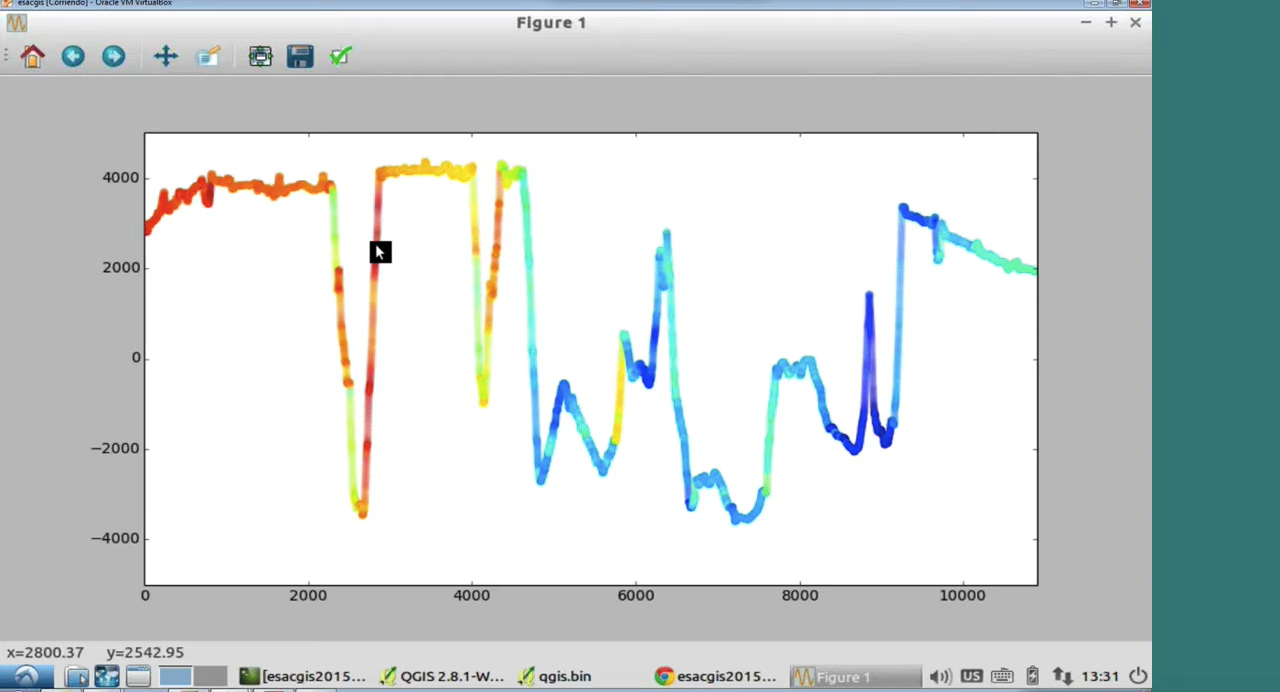 esacgis [Corriendo] - Oracle VM VirtualBox
Figure 1
4000
2000
0
−2000
−4000
0 2000 4000 6000 8000 10000
x=2800.37 y=2542.95
[esacgis2015... QGIS 2.8.1-W... qgis.bin esacgis2015... Figure 1 US 13:31